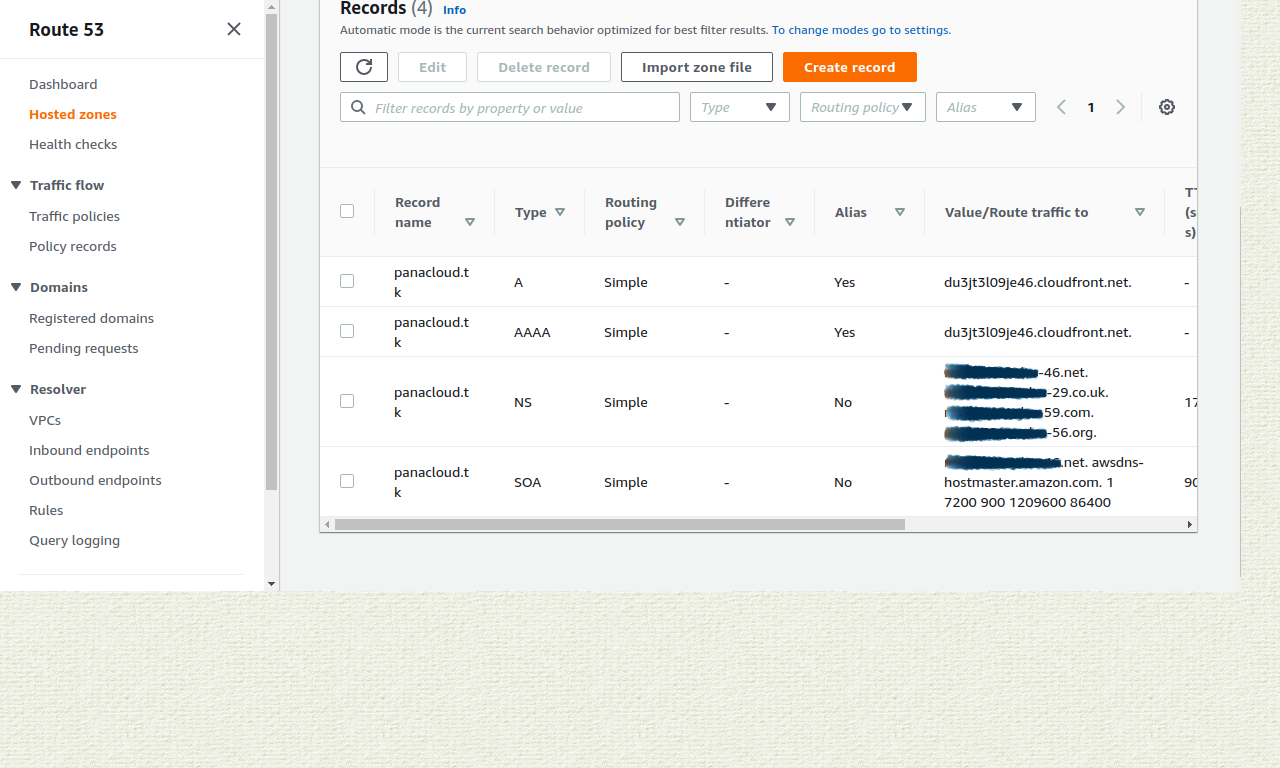 Route 53
Dashboard
Hosted zones
Health checks
Traffic flow
Traffic policies
Policy records
Domains
Registered domains
Pending requests
Resolver
VPCs
Inbound endpoints
Outbound endpoints
Rules
Query logging
Records (4) Info
Automatic mode is the current search behavior optimized for best filter results. To change modes go to settings.
Edit Delete record Import zone file Create record
Filter records by property or value Type Routing policy Alias 1
Record name Type Routing policy Differentiator Alias Value/Route traffic to
panacloud.tk A Simple - Yes du3jt3l09je46.cloudfront.net. -
panacloud.tk AAAA Simple - Yes du3jt3l09je46.cloudfront.net. -
panacloud.tk NS Simple - No -46.net.
-29.co.uk.
59.com.
-56.org.
17
panacloud.tk SOA Simple - No .net. awsdns-
hostmaster.amazon.com. 1
7200 900 1209600 86400
90